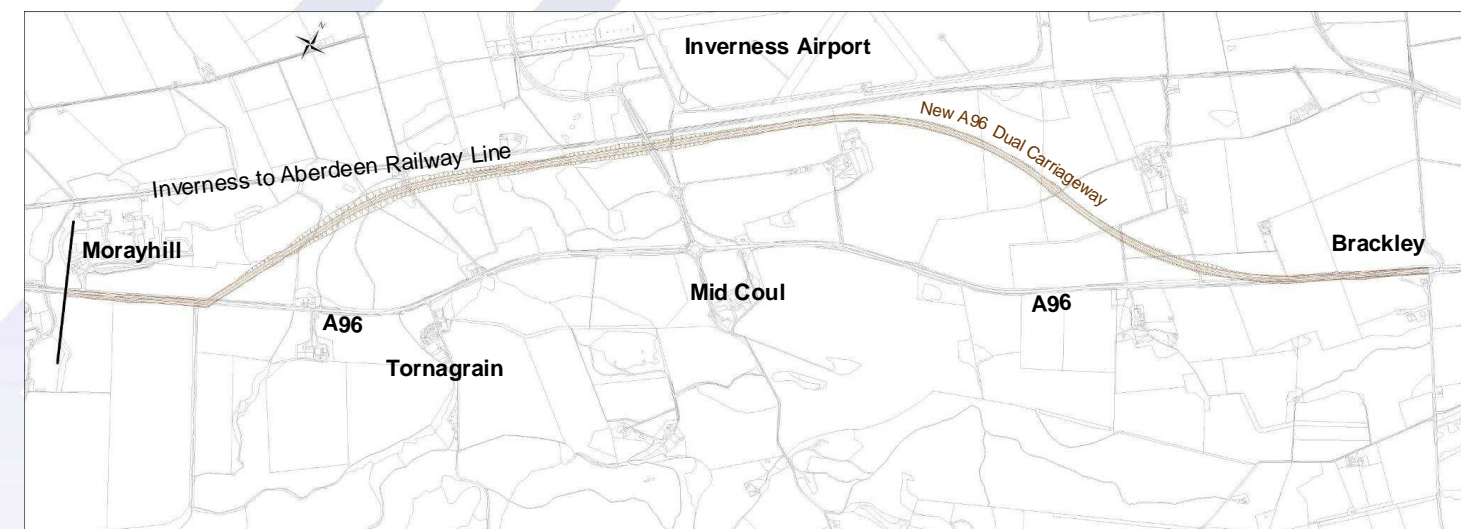 N
Inverness Airport
New A96 Dual Carriageway
Inverness to Aberdeen Railway Line
Morayhill
Brackley
Mid Coul
A96
A96
Tornagrain